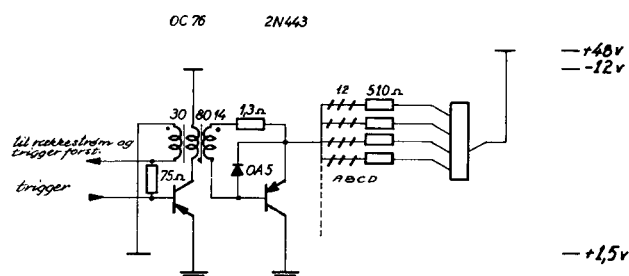 OC 76 2N443
+48v
-12v
12 510 Ω
30 80 14 1,3 Ω
til rækkestrøm og
trigger forst.
75 Ω
OA5
trigger
A B C D
+1,5v